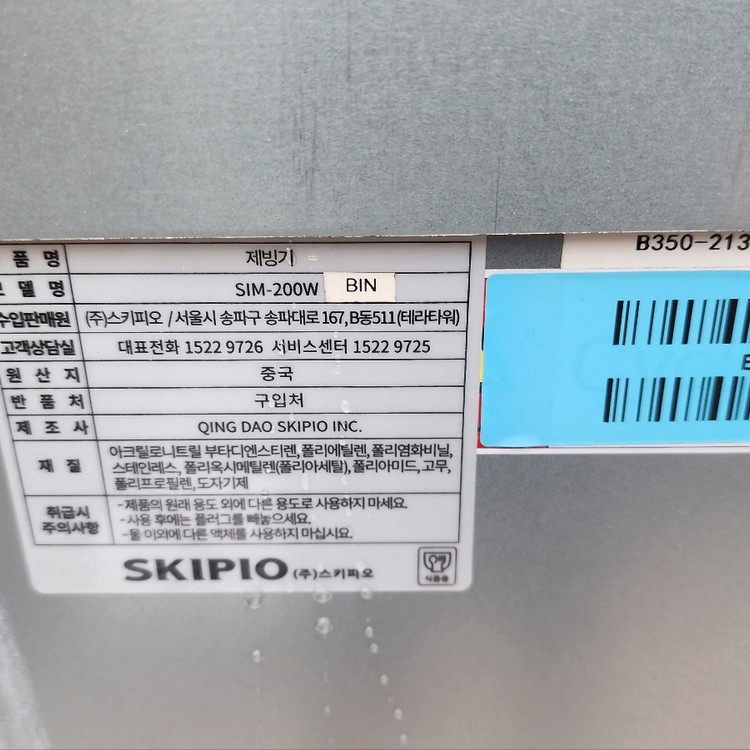 품 명 제빙기
모 델 명 SIM-200W BIN
수입판매원 (주)스키피오 / 서울시 송파구 송파대로 167, B동511 (테라타워)
고객상담실 대표전화 1522 9726 서비스센터 1522 9725
원 산 지 중국
반 품 처 구입처
제 조 사 QING DAO SKIPIO INC.
재 질 아크릴로니트릴 부타디엔스티렌, 폴리에틸렌, 폴리염화비닐,
스테인레스, 폴리옥시메틸렌(폴리아세탈), 폴리아미드, 고무,
폴리프로필렌, 도자기제
취급시
주의사항
-제품의 원래 용도 외에 다른 용도로 사용하지 마세요.
-사용 후에는 플러그를 빼놓으세요.
-물 이외에 다른 액체를 사용하지 마십시요.
SKIPIO (주)스키피오
식품용
B350-213